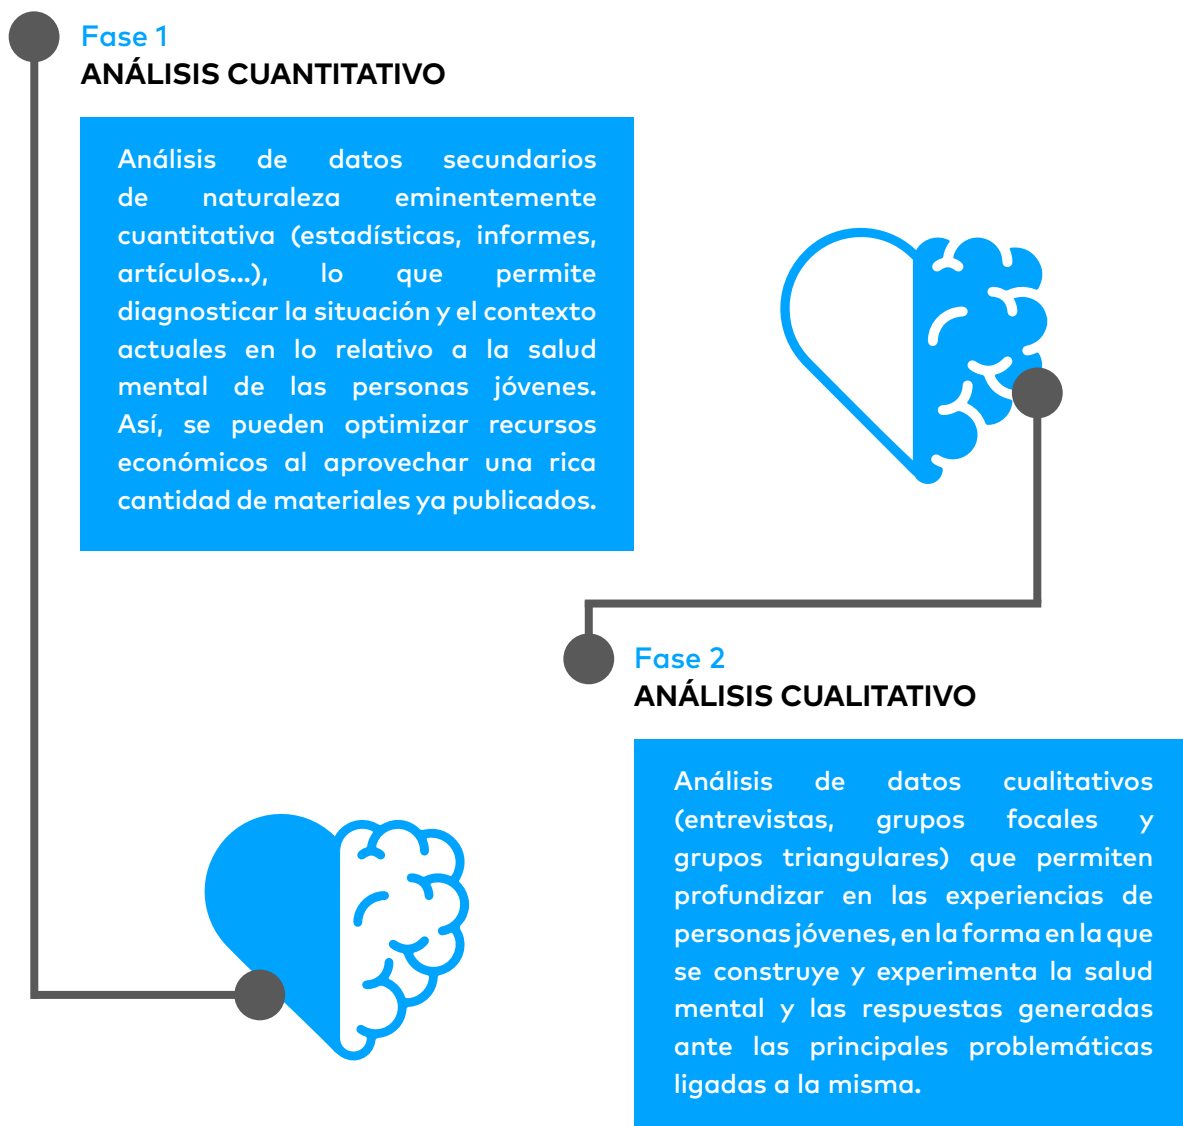 Fase 1
ANÁLISIS CUANTITATIVO
Análisis de datos secundarios
de naturaleza eminentemente
cuantitativa (estadísticas, informes,
artículos...), lo que permite
diagnosticar la situación y el contexto
actuales en lo relativo a la salud
mental de las personas jóvenes.
Así, se pueden optimizar recursos
económicos al aprovechar una rica
cantidad de materiales ya publicados.
Fase 2
ANÁLISIS CUALITATIVO
Análisis de datos cualitativos
(entrevistas, grupos focales y
grupos triangulares) que permiten
profundizar en las experiencias de
personas jóvenes, en la forma en la que
se construye y experimenta la salud
mental y las respuestas generadas
ante las principales problemáticas
ligadas a la misma.